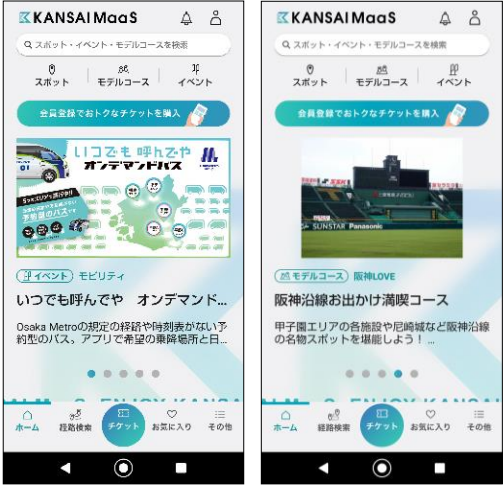 KANSAI MaaS
スポット・イベント・モデルコースを検索
スポット
モデルコース
イベント
会員登録でおトクなチケットを購入
いつでも 呼んでや
オンデマンドバス
予約型のバスです
イベント モビリティ
いつでも呼んでや オンデマンド...
Osaka Metroの規定の経路や時刻表がない予
約型のバス、アプリで希望の乗降場所と日...
ENJOY KANSAI
ホーム
経路検索
チケット
お気に入り
その他
KANSAI MaaS
スポット・イベント・モデルコースを検索
スポット
モデルコース
イベント
会員登録でおトクなチケットを購入
SUNSTAR Panasonic
モデルコース 阪神LOVE
阪神沿線お出かけ満喫コース
甲子園エリアの各施設や尼崎城など阪神沿線
の名物スポットを堪能しよう！...
ホーム
経路検索
チケット
お気に入り
その他